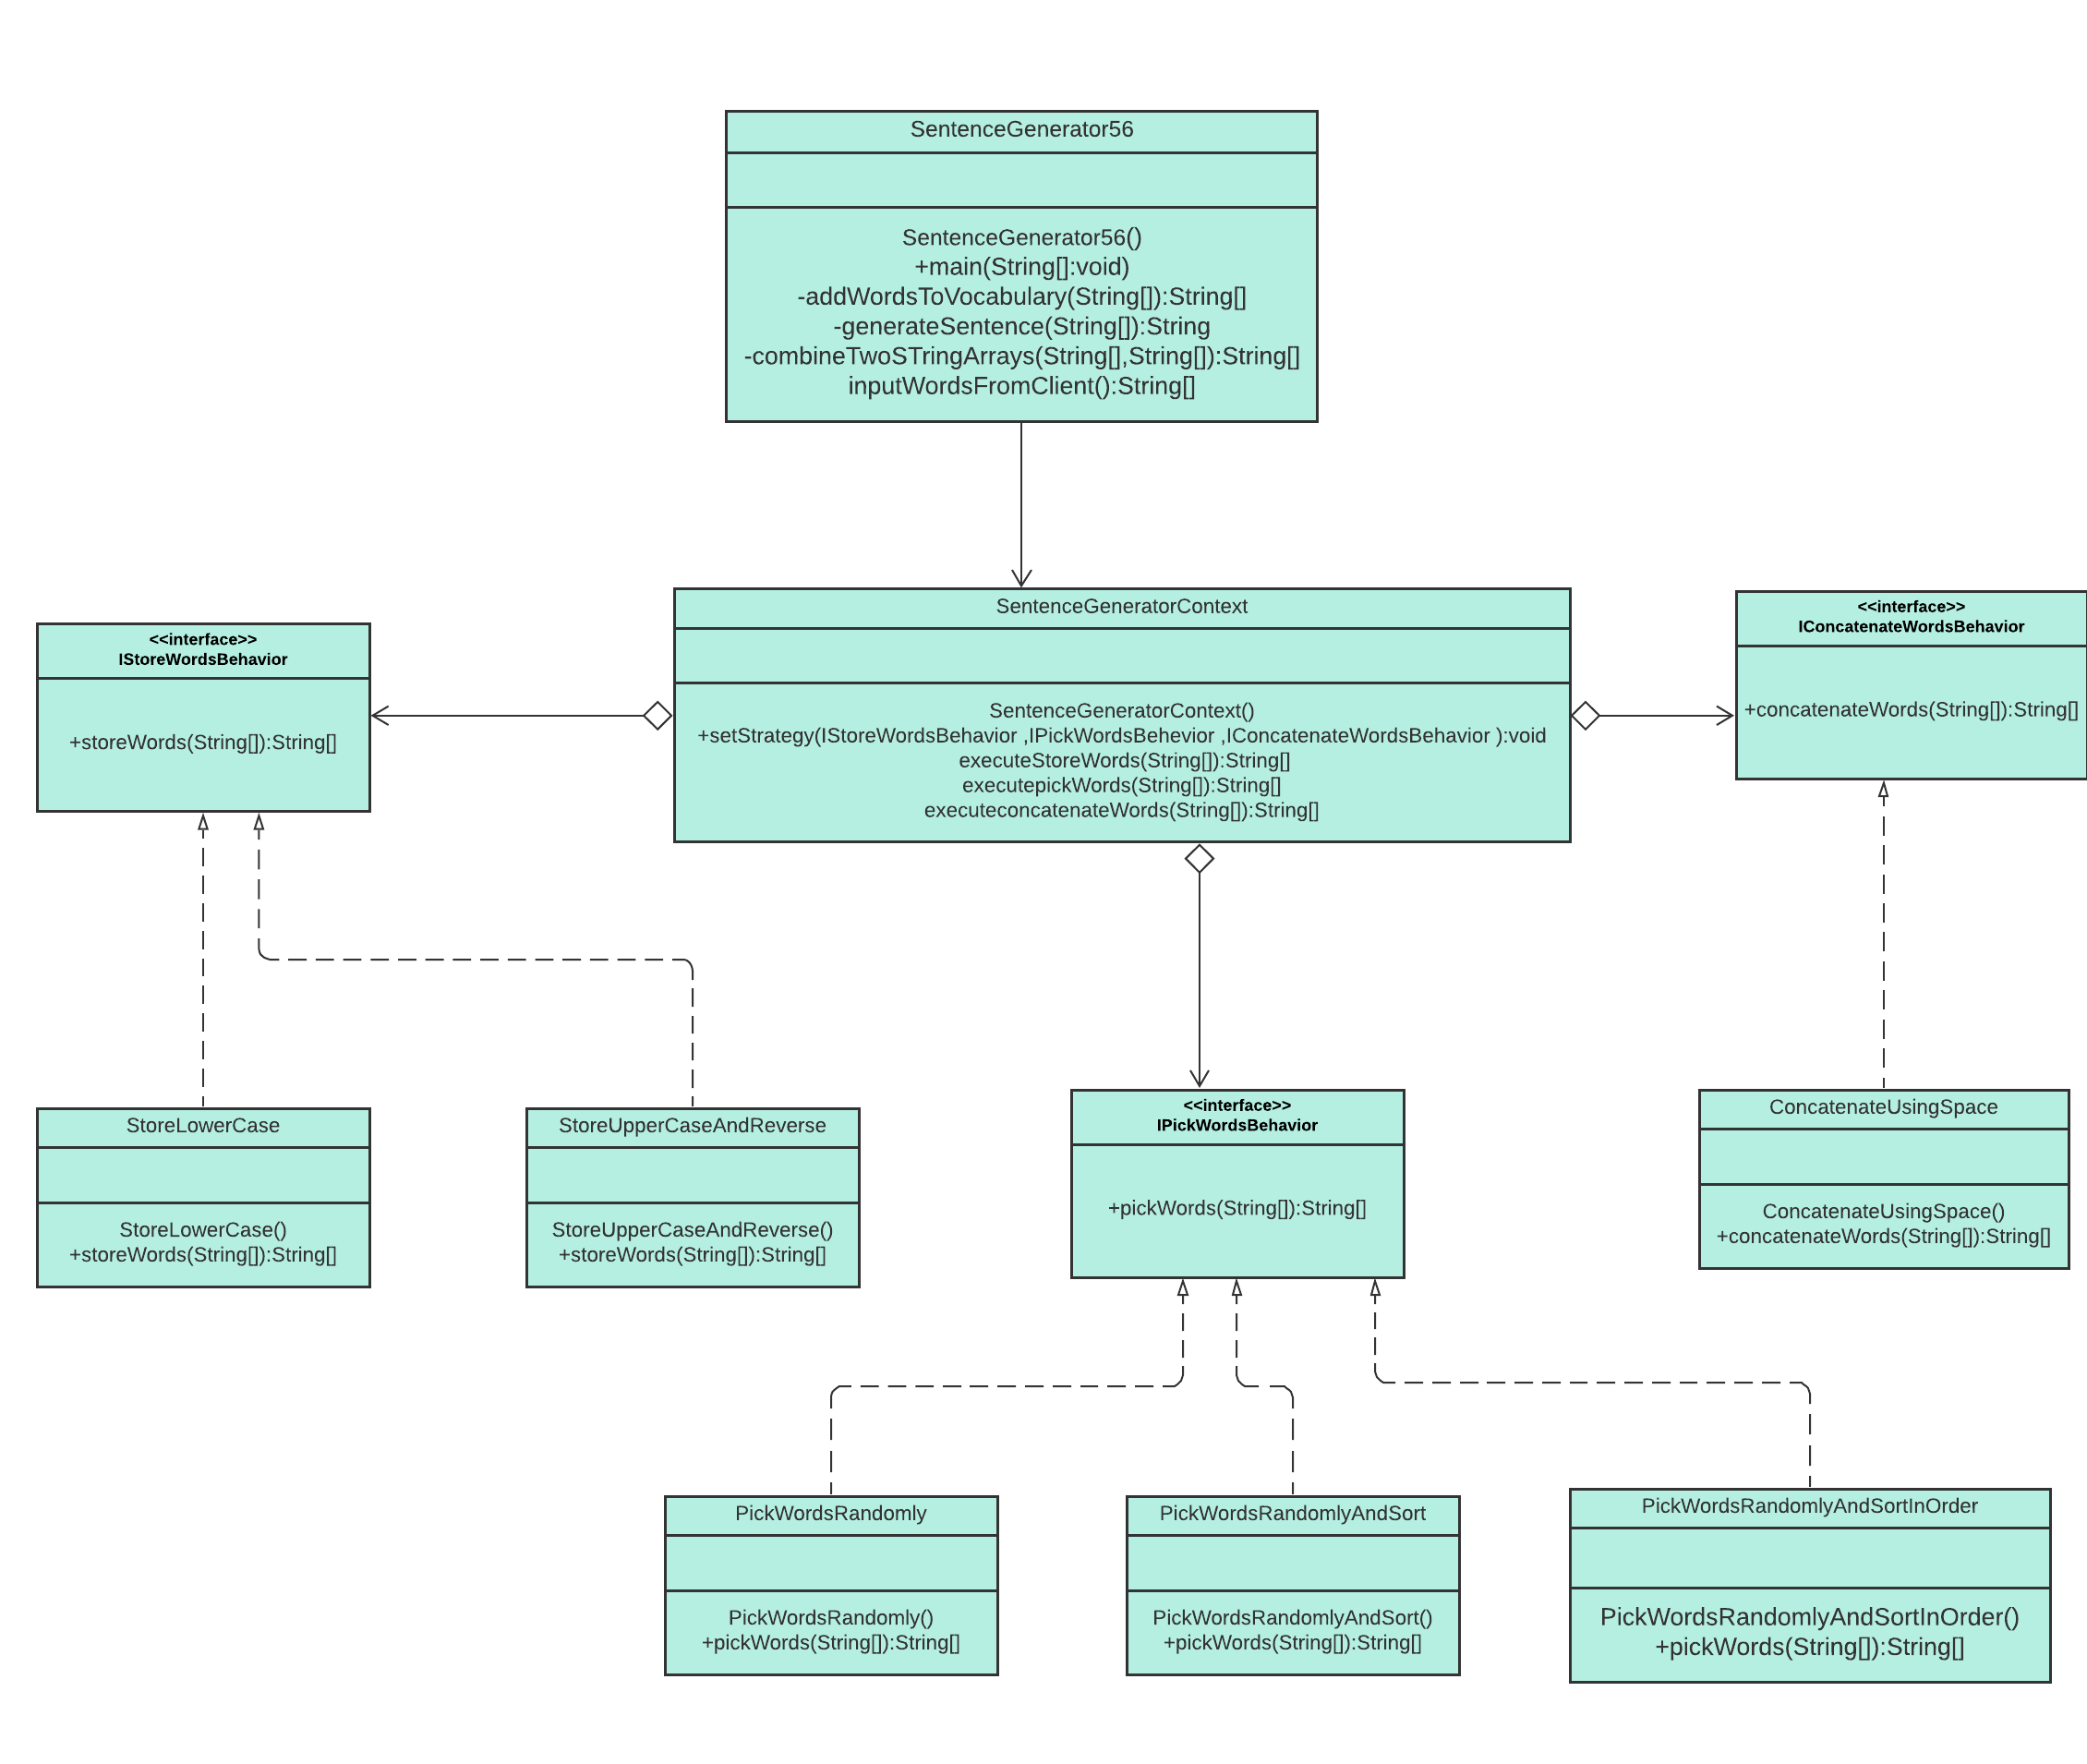 SentenceGenerator56
SentenceGenerator56()
+main(String[]:void)
-addWordsToVocabulary(String[]):String[]
-generateSentence(String[]):String
-combineTwoSTringArrays(String[],String[]):String[]
inputWordsFromClient():String[]
<<interface>>
IStoreWordsBehavior
+storeWords(String[]):String[]
SentenceGeneratorContext
SentenceGeneratorContext()
+setStrategy(IStoreWordsBehavior ,IPickWordsBehevior ,IConcatenateWordsBehavior ):void
executeStoreWords(String[]):String[]
executepickWords(String[]):String[]
executeconcatenateWords(String[]):String[]
<<interface>>
IConcatenateWordsBehavior
+concatenateWords(String[]):String[]
StoreLowerCase
StoreLowerCase()
+storeWords(String[]):String[]
StoreUpperCaseAndReverse
StoreUpperCaseAndReverse()
+storeWords(String[]):String[]
<<interface>>
IPickWordsBehavior
+pickWords(String[]):String[]
ConcatenateUsingSpace
ConcatenateUsingSpace()
+concatenateWords(String[]):String[]
PickWordsRandomly
PickWordsRandomly()
+pickWords(String[]):String[]
PickWordsRandomlyAndSort
PickWordsRandomlyAndSort()
+pickWords(String[]):String[]
PickWordsRandomlyAndSortInOrder
PickWordsRandomlyAndSortInOrder()
+pickWords(String[]):String[]